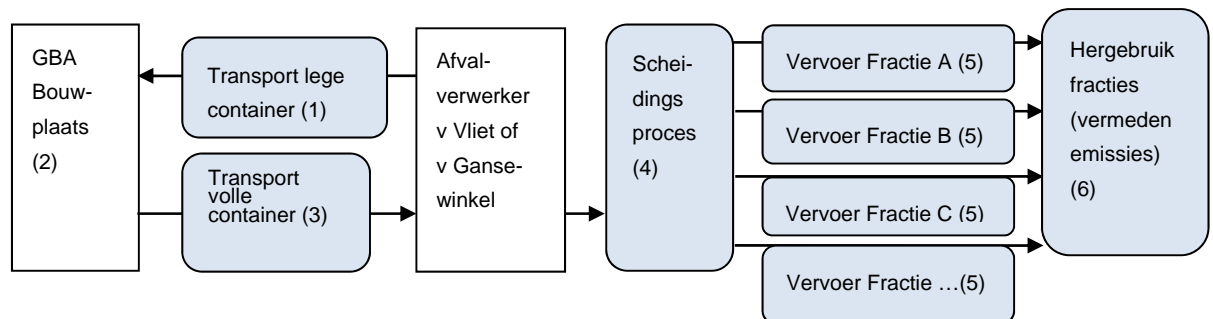 GBA
Bouw-
plaats
(2)
Transport lege
container (1)
Transport
volle
container (3)
Afval-
verwerker
v Vliet of
v Ganse-
winkel
Schei-
dings
proces
(4)
Vervoer Fractie A (5)
Vervoer Fractie B (5)
Vervoer Fractie C (5)
Vervoer Fractie …(5)
Hergebruik
fracties
(vermeden
emissies)
(6)